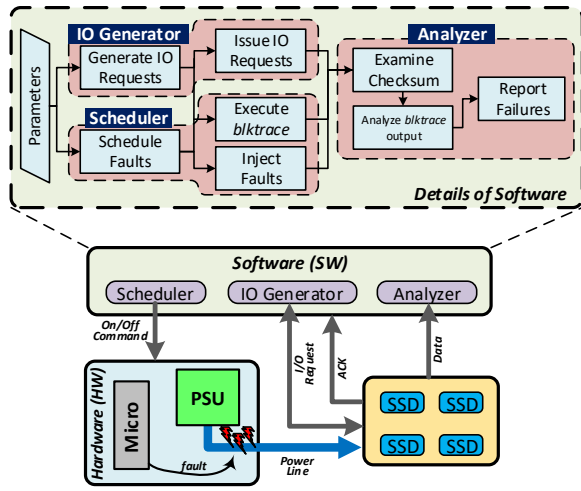 IO Generator
Analyzer
Parameters
Generate IO
Requests
Issue IO
Requests
Examine
Checksum
Report
Failures
Scheduler
Schedule
Faults
Execute
blktrace
Inject
Faults
Analyze blktrace
output
Details of Software
Software (SW)
Scheduler
IO Generator
Analyzer
On/Off
Command
I/O
Request
ACK
Data
Hardware (HW)
Micro
PSU
fault
Power
Line
SSD
SSD
SSD
SSD